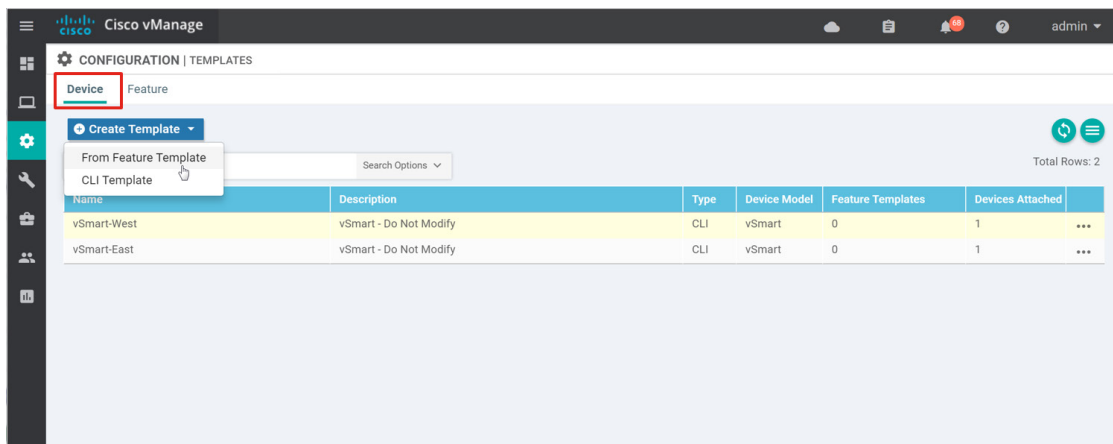 cisco Cisco vManage 68 admin
CONFIGURATION | TEMPLATES
Device Feature
Create Template
From Feature Template
CLI Template
Search Options
Total Rows: 2
Name Description Type Device Model Feature Templates Devices Attached
vSmart-West vSmart - Do Not Modify CLI vSmart 0 1
vSmart-East vSmart - Do Not Modify CLI vSmart 0 1